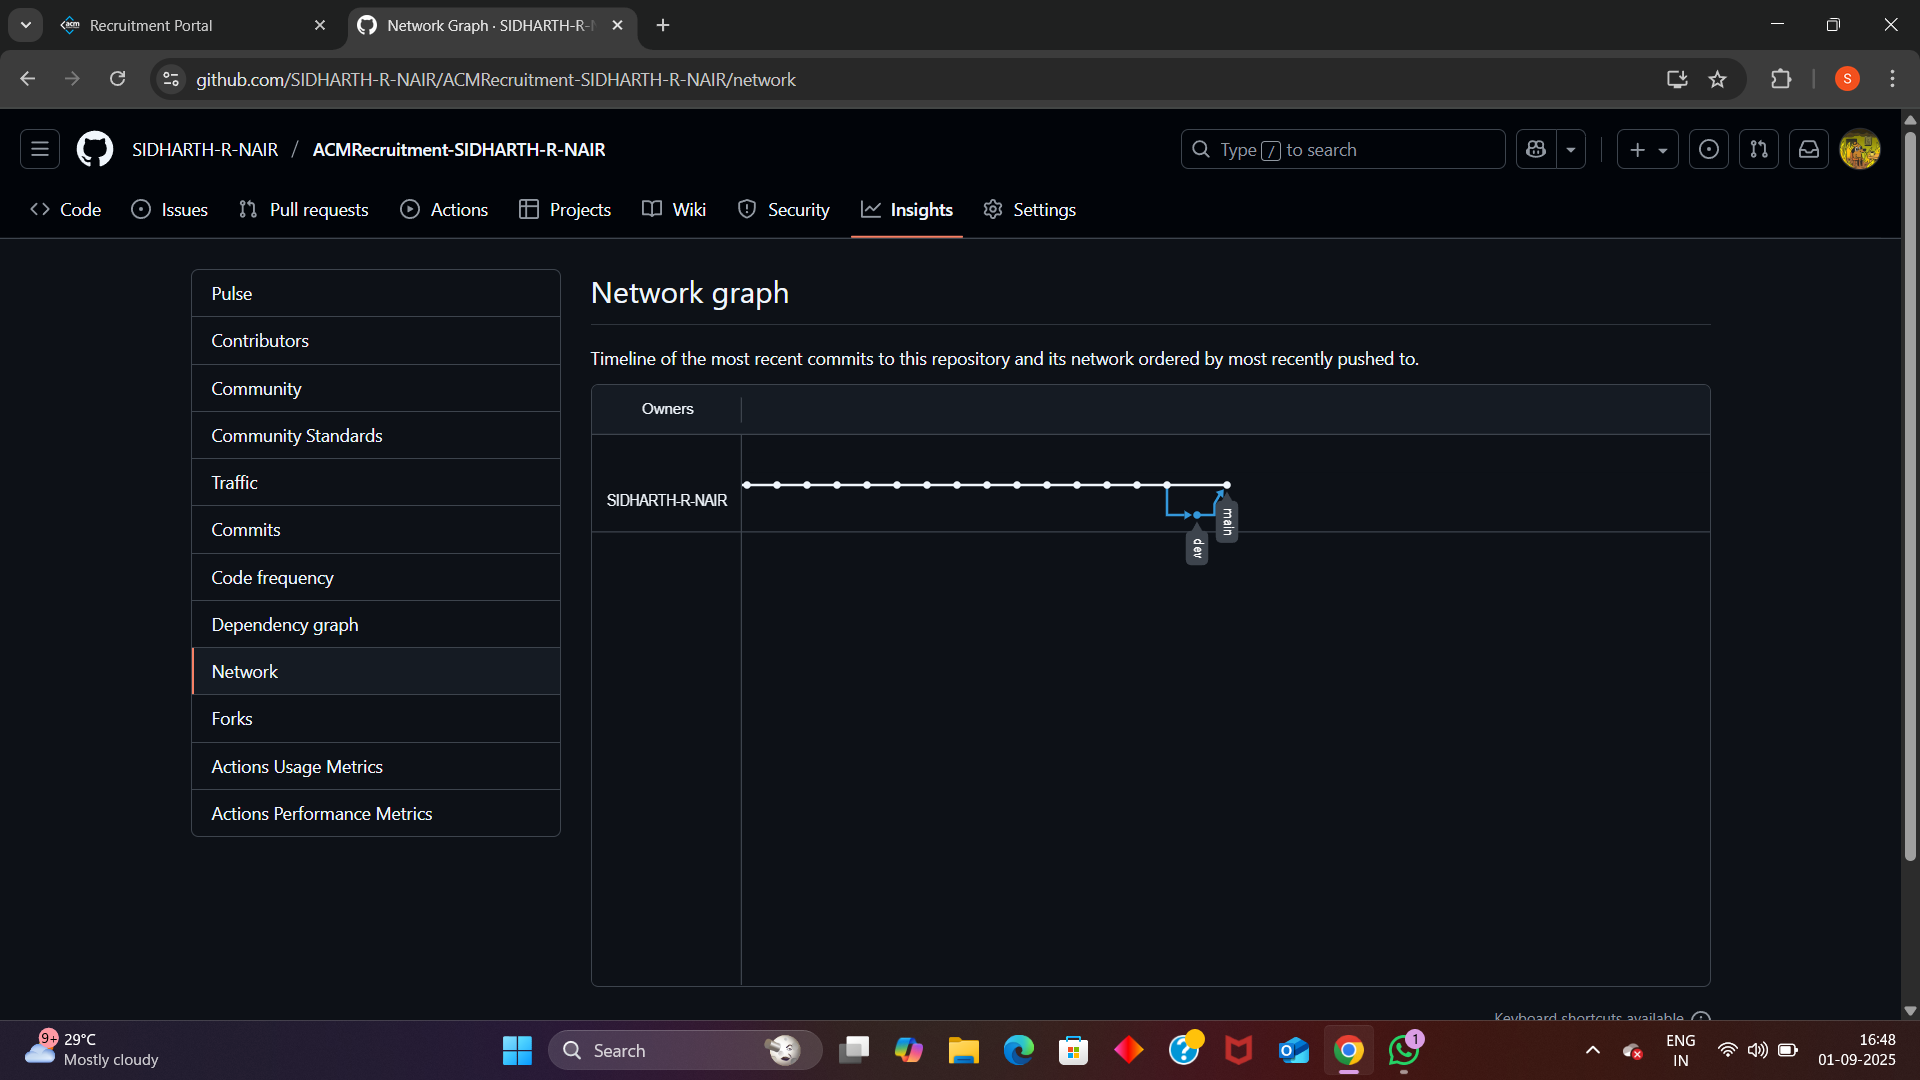 Recruitment Portal
Network Graph · SIDHARTH-R-
github.com/SIDHARTH-R-NAIR/ACMRecruitment-SIDHARTH-R-NAIR/network
S
SIDHARTH-R-NAIR / ACMRecruitment-SIDHARTH-R-NAIR
Type / to search
Code
Issues
Pull requests
Actions
Projects
Wiki
Security
Insights
Settings
Pulse
Contributors
Community
Community Standards
Traffic
Commits
Code frequency
Dependency graph
Network
Forks
Actions Usage Metrics
Actions Performance Metrics
Network graph
Timeline of the most recent commits to this repository and its network ordered by most recently pushed to.
Owners
SIDHARTH-R-NAIR
main
dev
Keyboard shortcuts available
9+
29°C
Mostly cloudy
Search
1
ENG
IN
16:48
01-09-2025